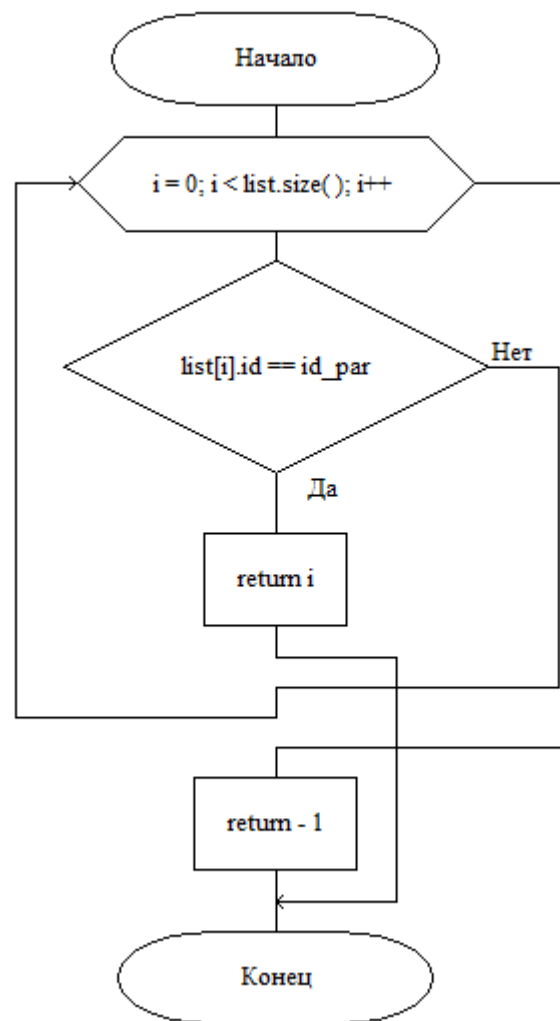 Начало
i = 0; i < list.size( ); i++
list[i].id == id_par
Нет
Да
return i
return - 1
Конец